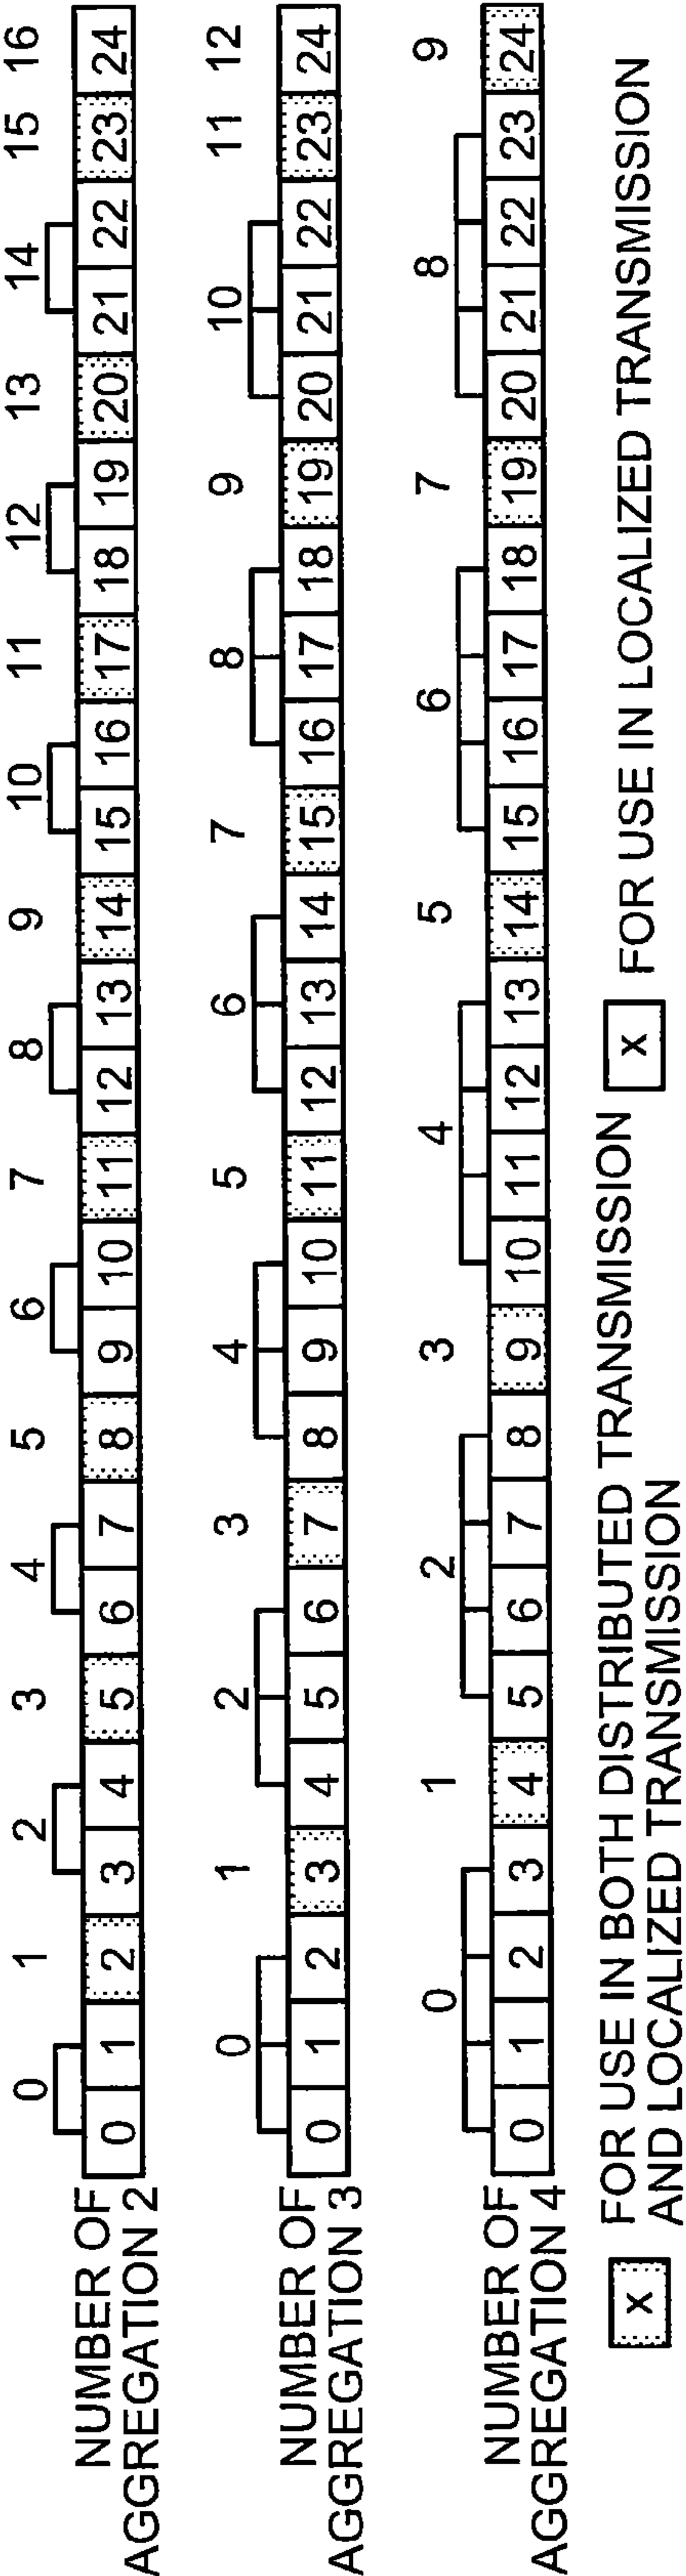 0 1 2 3 4 5 6 7 8 9 10 11 12 13 14 15 16
NUMBER OF
AGGREGATION 2
0 1 2 3 4 5 6 7 8 9 10 11 12 13 14 15 16 17 18 19 20 21 22 23 24
0 1 2 3 4 5 6 7 8 9 10 11 12
NUMBER OF
AGGREGATION 3
0 1 2 3 4 5 6 7 8 9 10 11 12 13 14 15 16 17 18 19 20 21 22 23 24
0 1 2 3 4 5 6 7 8 9
NUMBER OF
AGGREGATION 4
0 1 2 3 4 5 6 7 8 9 10 11 12 13 14 15 16 17 18 19 20 21 22 23 24
x FOR USE IN BOTH DISTRIBUTED TRANSMISSION
AND LOCALIZED TRANSMISSION
x FOR USE IN LOCALIZED TRANSMISSION